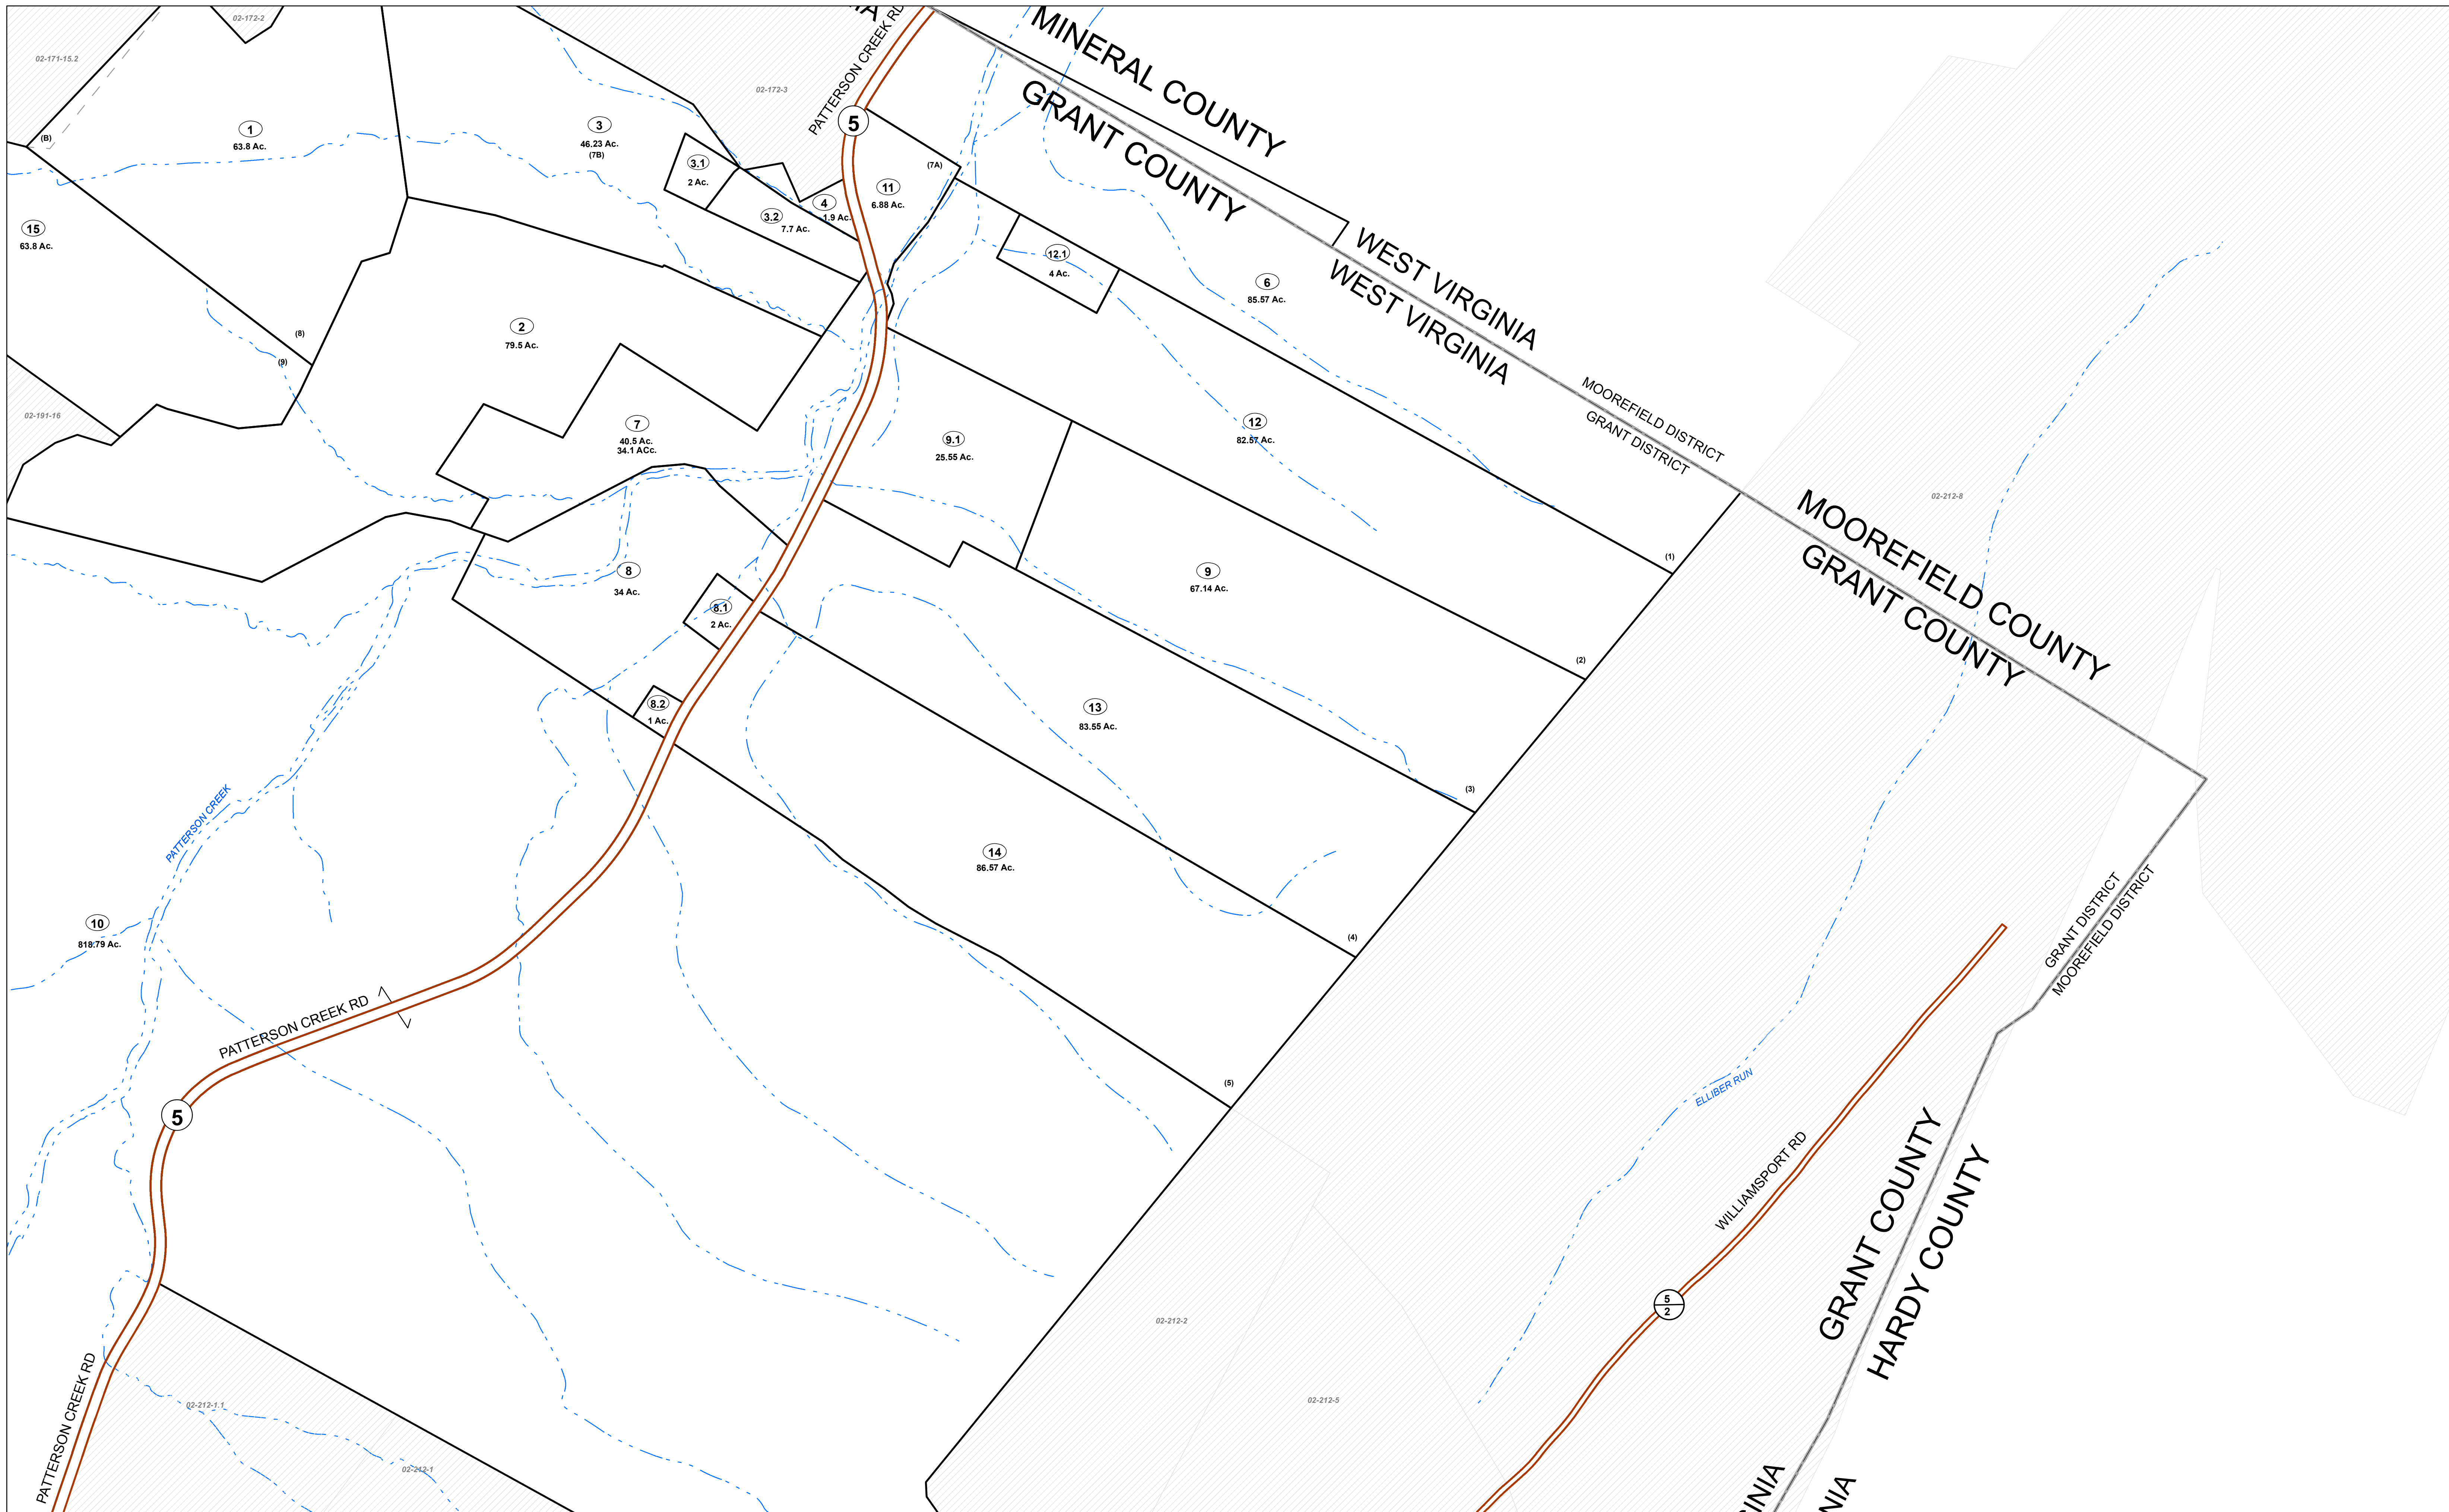 02-172-2
02-171-15.2
PATTERSON CREEK RD
MINERAL COUNTY
GRANT COUNTY
02-172-3
5
(B)
1
63.8 Ac.
3
46.23 Ac.
(7B)
3.1
2 Ac.
(7A)
11
6.88 Ac.
4
1.9 Ac.
3.2
7.7 Ac.
15
63.8 Ac.
12.1
4 Ac.
6
85.57 Ac.
WEST VIRGINIA
WEST VIRGINIA
2
79.5 Ac.
(8)
(9)
MOOREFIELD DISTRICT
GRANT DISTRICT
02-191-16
7
40.5 Ac.
34.1 ACc.
9.1
25.55 Ac.
12
82.57 Ac.
02-212-8
MOOREFIELD COUNTY
GRANT COUNTY
(1)
8
34 Ac.
9
67.14 Ac.
8.1
2 Ac.
(2)
8.2
1 Ac.
13
83.55 Ac.
(3)
PATTERSON CREEK
14
86.57 Ac.
(4)
10
818.79 Ac.
GRANT DISTRICT
MOOREFIELD DISTRICT
PATTERSON CREEK RD
(5)
ELLIBER RUN
5
WILLIAMSPORT RD
GRANT COUNTY
HARDY COUNTY
5
2
02-212-2
02-212-5
02-212-1.1
PATTERSON CREEK RD
02-212-1